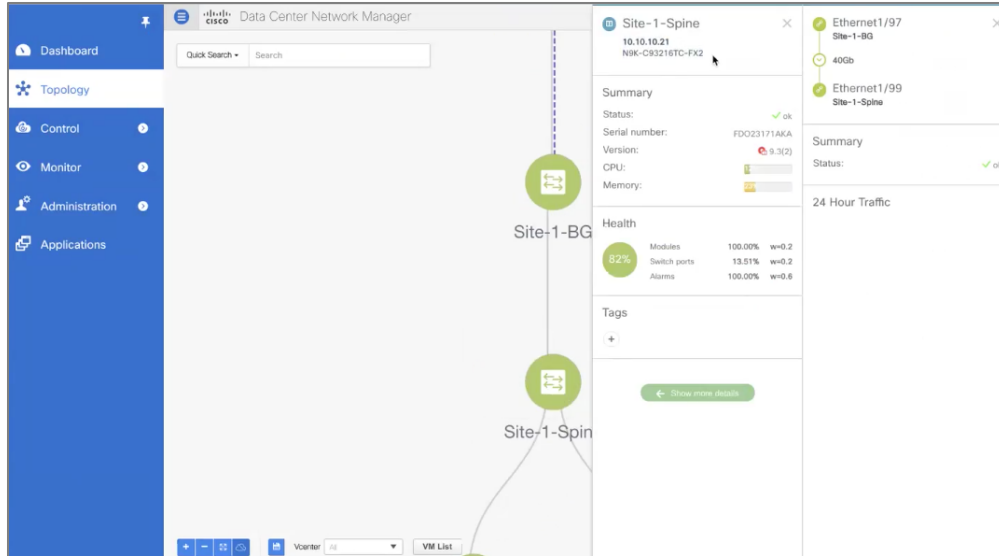 cisco Data Center Network Manager
Dashboard
Topology
Control
Monitor
Administration
Applications
Quick Search
Search
Site-1-BG
Site-1-Spin
Vcenter All
VM List
Site-1-Spine
10.10.10.21
N9K-C93216TC-FX2
Summary
Status: ok
Serial number: FDO23171AKA
Version: 9.3(2)
CPU:
Memory:
Health
82%
Modules 100.00% w=0.2
Switch ports 13.51% w=0.2
Alarms 100.00% w=0.6
Tags
+
Show more details
Ethernet1/97
Site-1-BG
40Gb
Ethernet1/99
Site-1-Spine
Summary
Status: ok
24 Hour Traffic